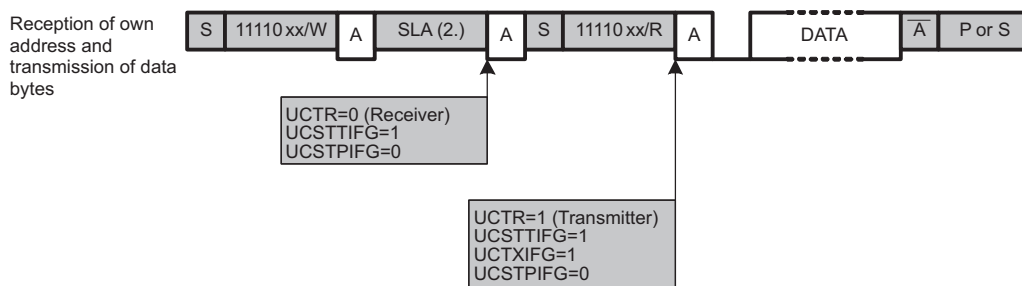 Reception of own
address and
transmission of data
bytes
S 11110 xx/W A SLA (2.) A S 11110 xx/R A DATA A P or S
UCTR=0 (Receiver)
UCSTTIFG=1
UCSTPIFG=0
UCTR=1 (Transmitter)
UCSTTIFG=1
UCTXIFG=1
UCSTPIFG=0